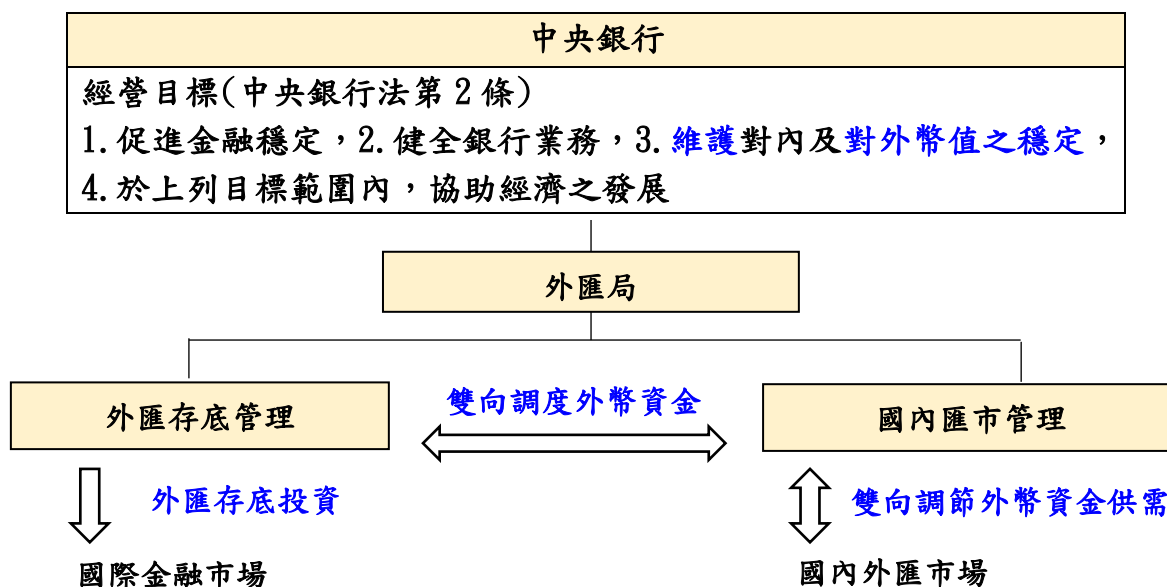 中央銀行
經營目標(中央銀行法第2條)
1.促進金融穩定，2.健全銀行業務，3.維護對內及對外幣值之穩定，
4.於上列目標範圍內，協助經濟之發展
外匯局
外匯存底管理
雙向調度外幣資金
國內匯市管理
外匯存底投資
雙向調節外幣資金供需
國際金融市場
國內外匯市場